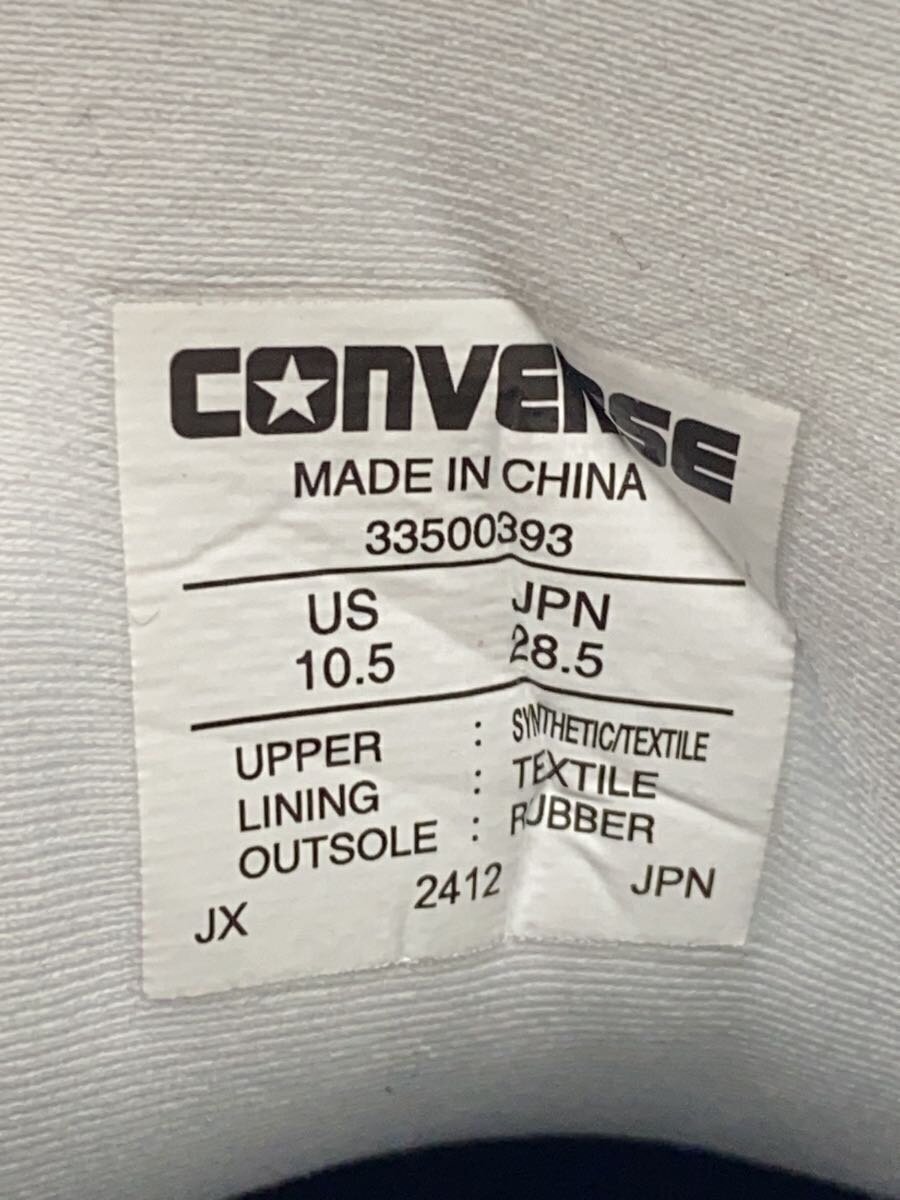 CONVERSE
MADE IN CHINA
33500393
US JPN
10.5 28.5
UPPER : SYNTHETIC/TEXTILE
LINING : TEXTILE
OUTSOLE : RUBBER
JX 2412 JPN